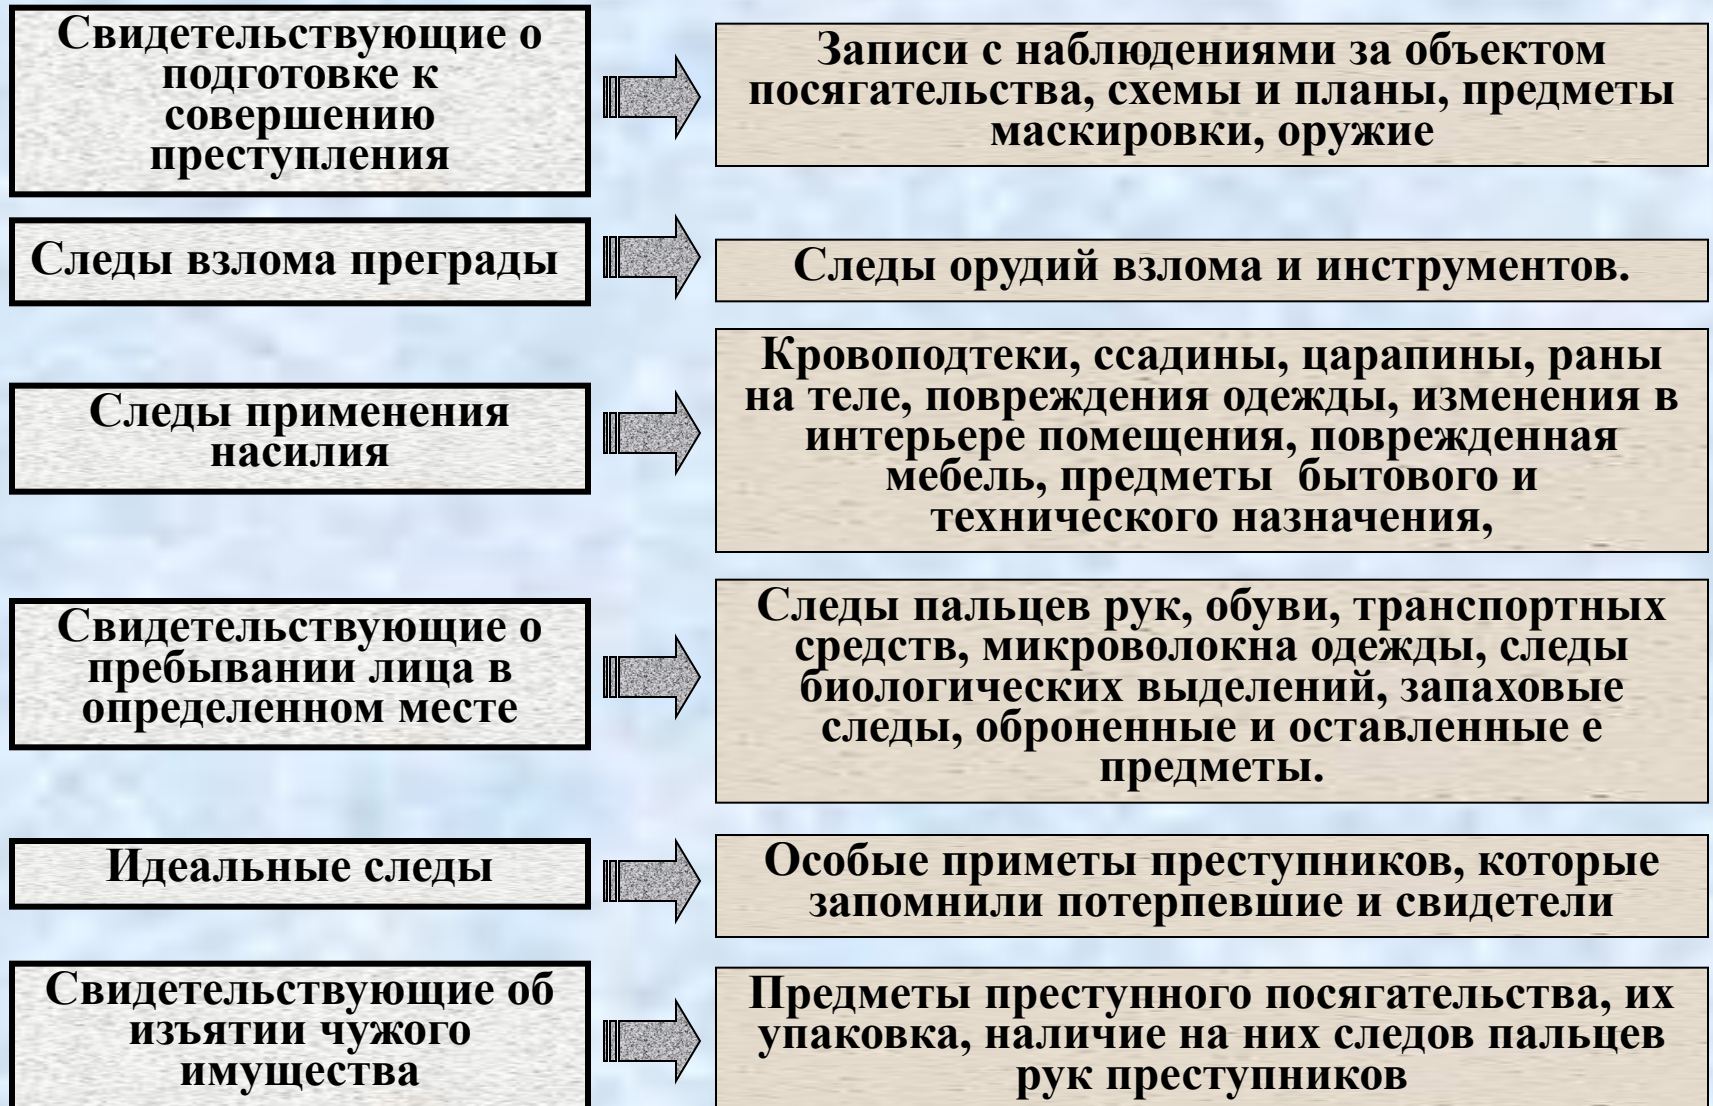 Свидетельствующие о
подготовке к
совершению
преступления
Записи с наблюдениями за объектом
посягательства, схемы и планы, предметы
маскировки, оружие
Следы взлома преграды
Следы орудий взлома и инструментов.
Следы применения
насилия
Кровоподтеки, ссадины, царапины, раны
на теле, повреждения одежды, изменения в
интерьере помещения, поврежденная
мебель, предметы бытового и
технического назначения,
Свидетельствующие о
пребывании лица в
определенном месте
Следы пальцев рук, обуви, транспортных
средств, микроволокна одежды, следы
биологических выделений, запаховые
следы, оброненные и оставленные е
предметы.
Идеальные следы
Особые приметы преступников, которые
запомнили потерпевшие и свидетели
Свидетельствующие об
изъятии чужого
имущества
Предметы преступного посягательства, их
упаковка, наличие на них следов пальцев
рук преступников